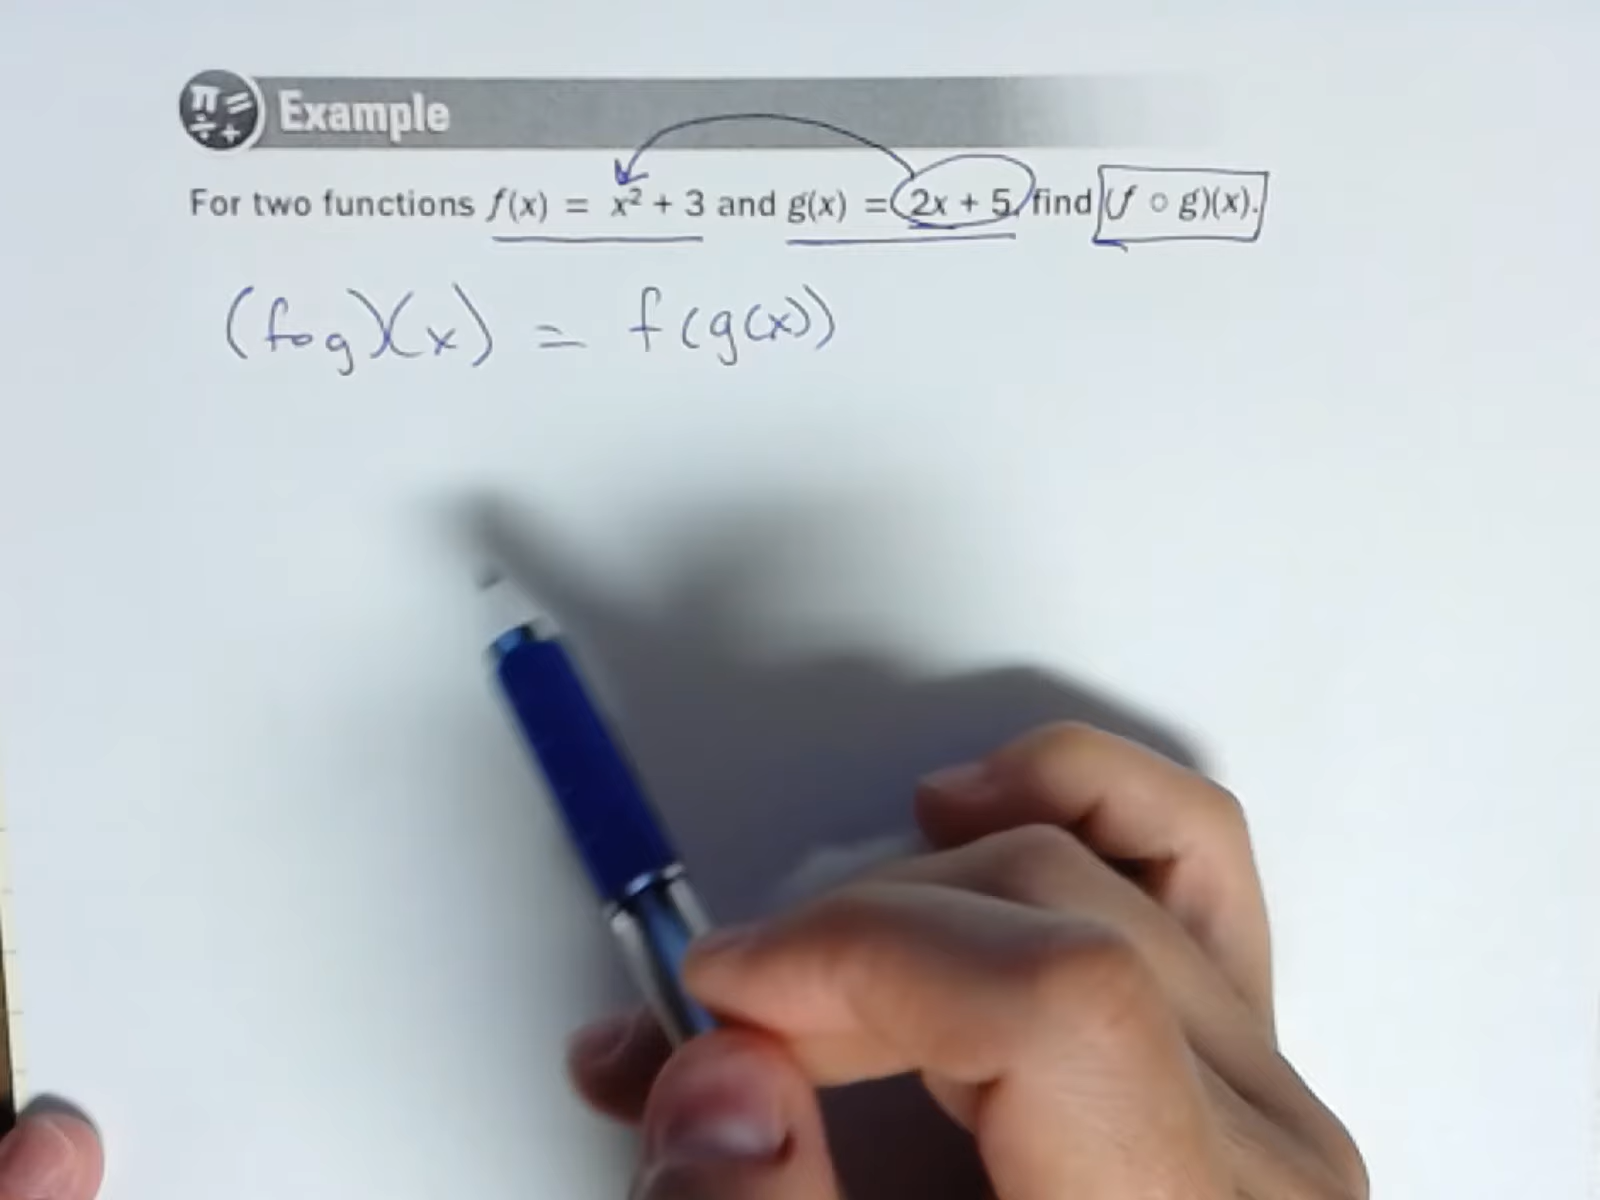 π = ÷ + Example
For two functions f(x) = x² + 3 and g(x) = 2x + 5, find (f ∘ g)(x).
(f∘g)(x) = f(g(x))